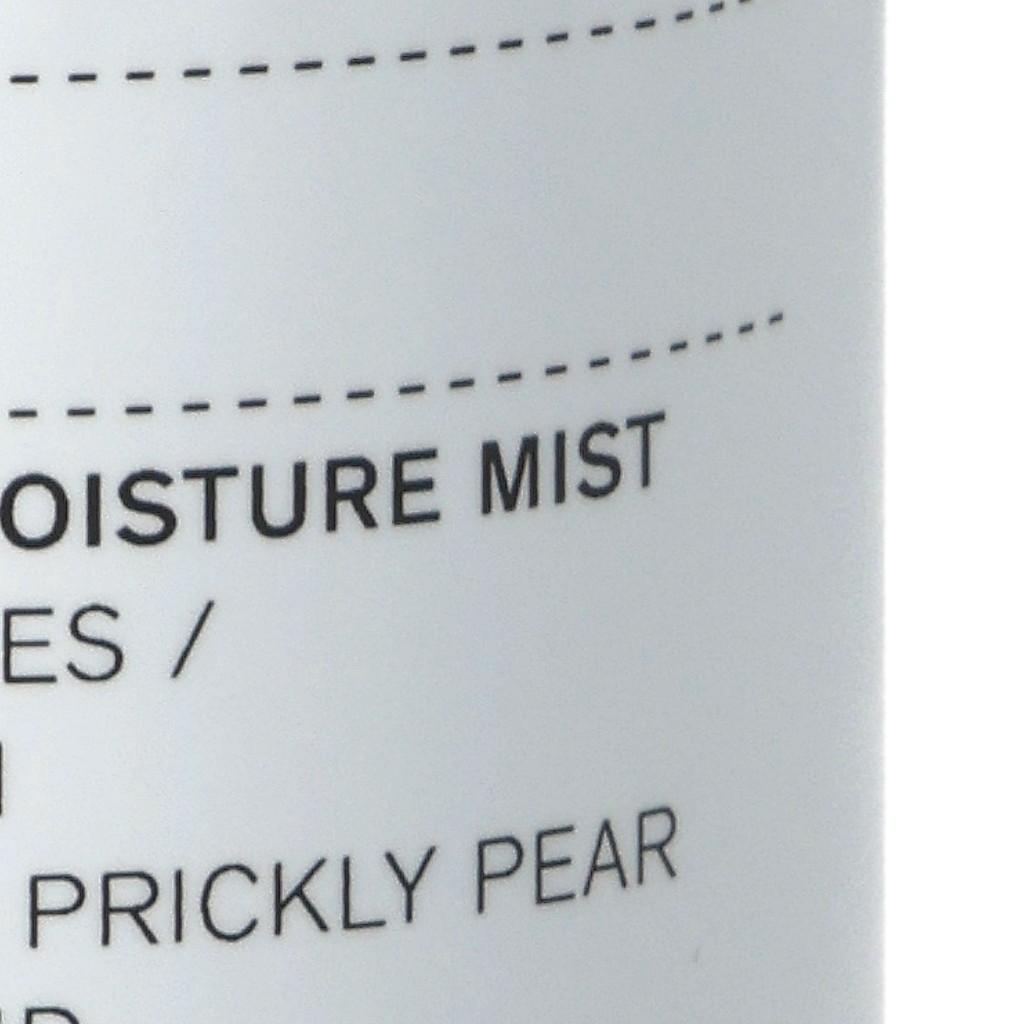 OISTURE MIST
ES /
PRICKLY PEAR